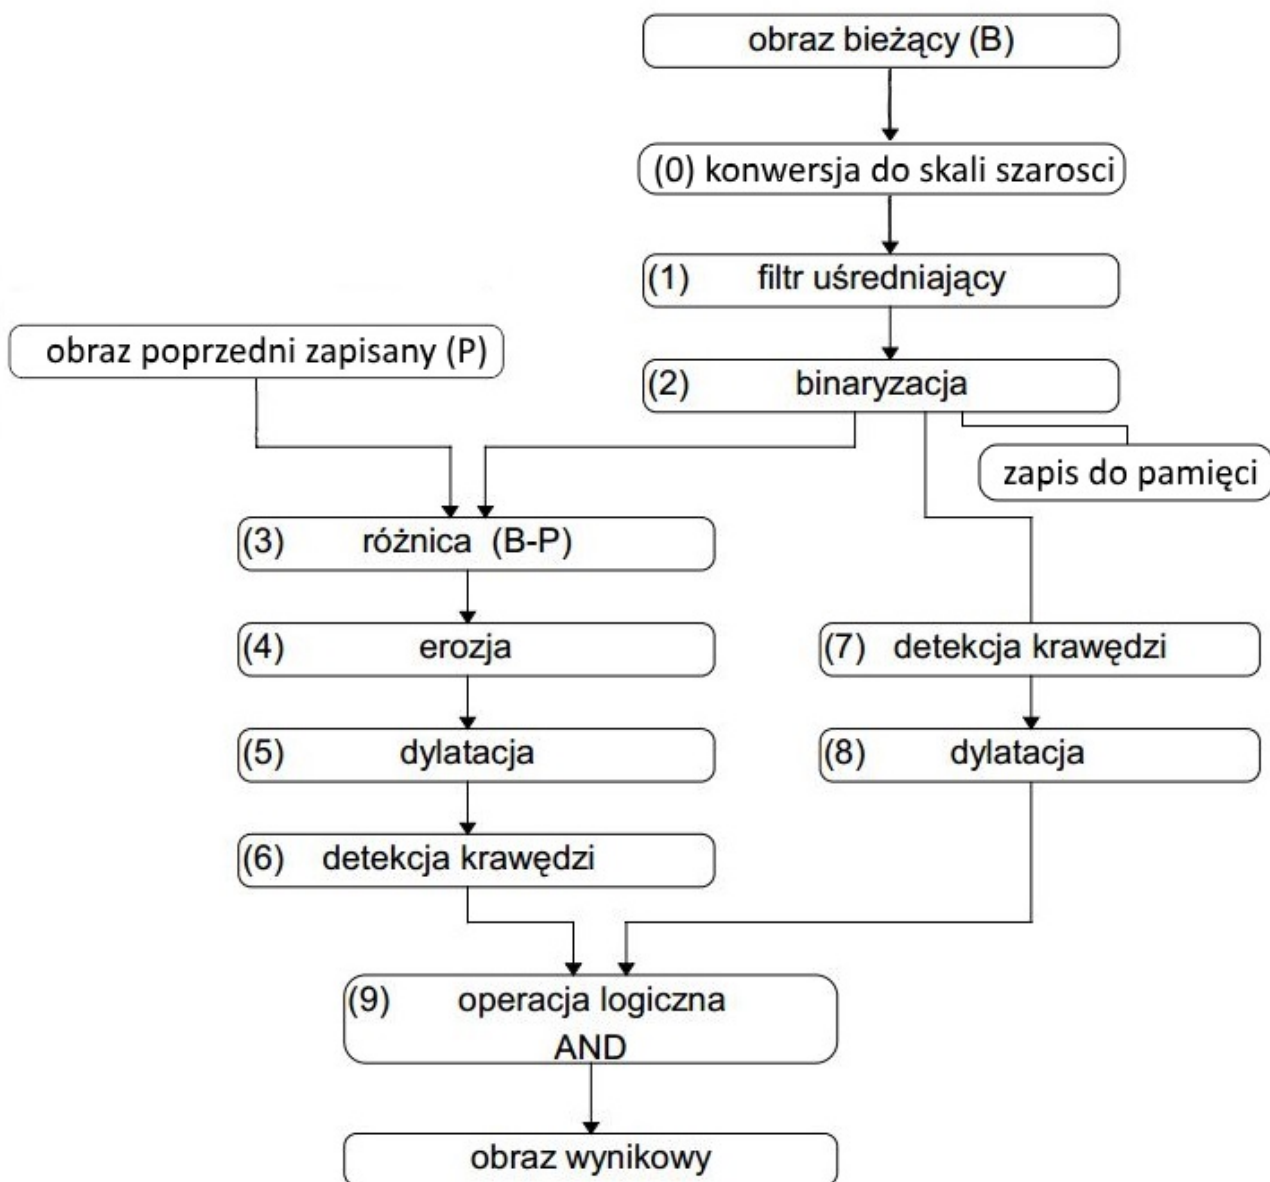 obraz bieżący (B)
(0) konwersja do skali szarosci
(1) filtr uśredniający
obraz poprzedni zapisany (P)
(2) binaryzacja
zapis do pamięci
(3) różnica (B-P)
(4) erozja
(7) detekcja krawędzi
(5) dylatacja
(8) dylatacja
(6) detekcja krawędzi
(9) operacja logiczna
AND
obraz wynikowy